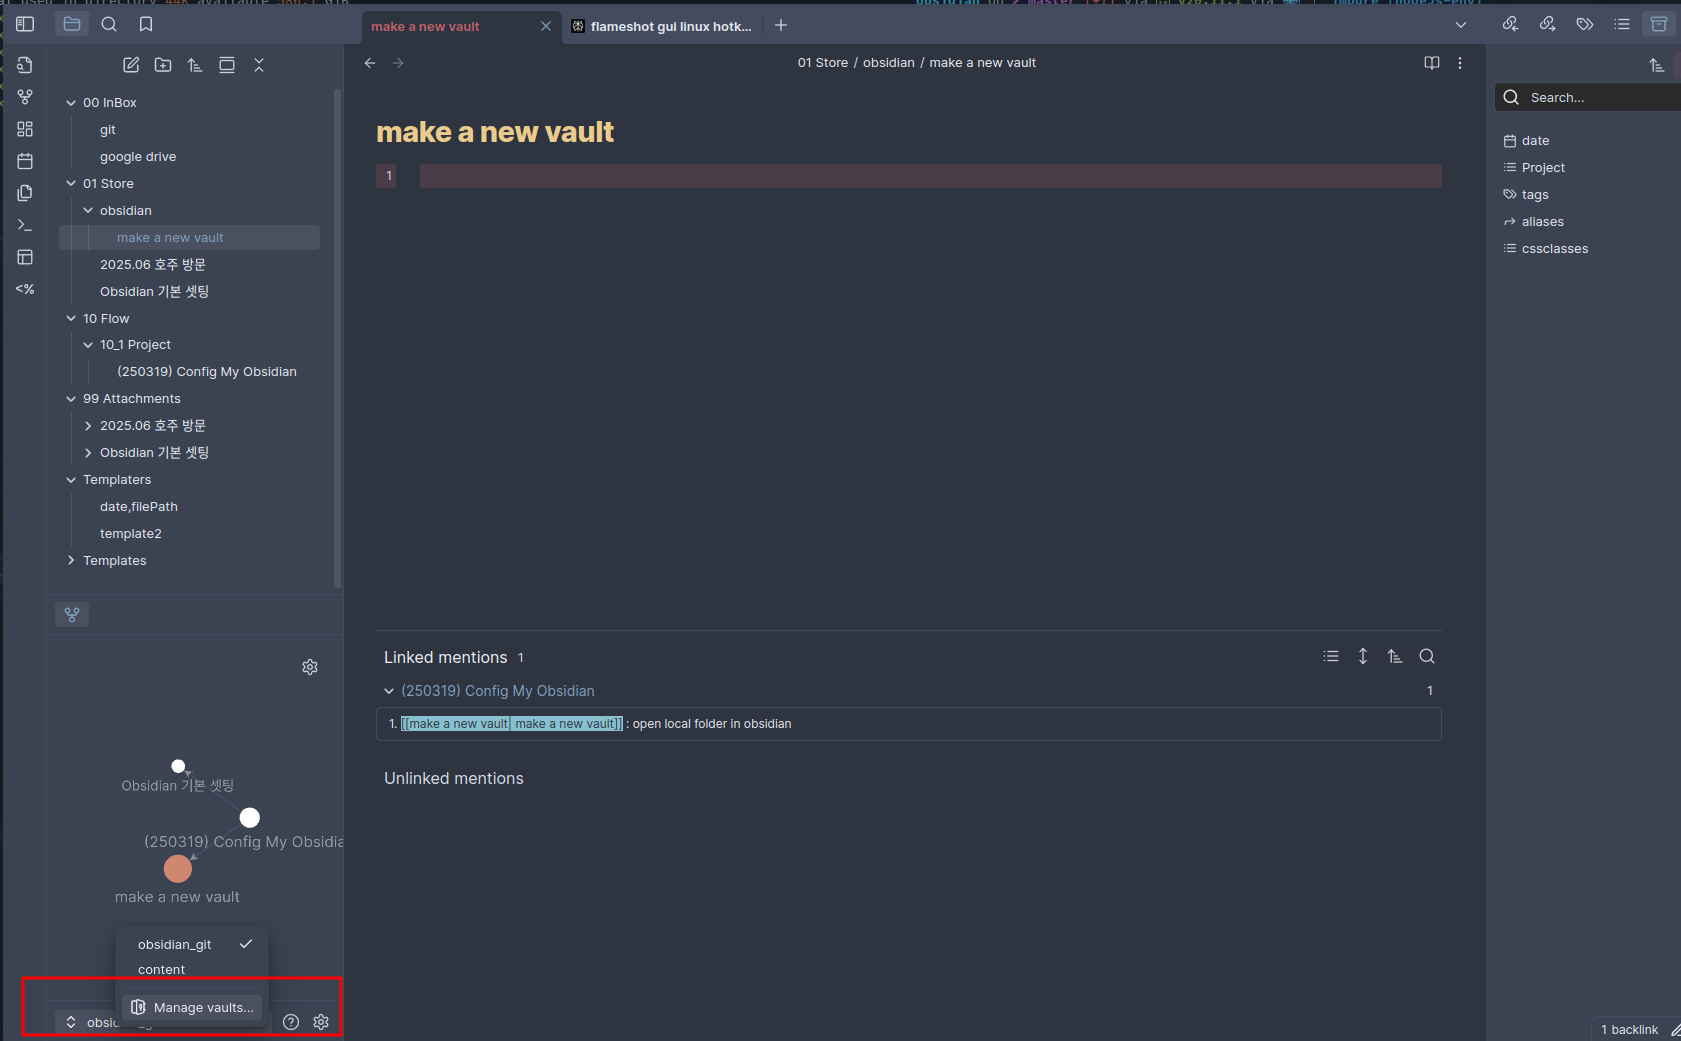 make a new vault
flameshot gui linux hotk...
01 Store / obsidian / make a new vault
00 InBox
git
google drive
01 Store
obsidian
make a new vault
2025.06 호주 방문
Obsidian 기본 셋팅
10 Flow
10_1 Project
(250319) Config My Obsidian
99 Attachments
2025.06 호주 방문
Obsidian 기본 셋팅
Templaters
date,filePath
template2
Templates
<%
make a new vault
1
Linked mentions 1
(250319) Config My Obsidian 1
1. [[make a new vault| make a new vault]] : open local folder in obsidian
Unlinked mentions
Search...
date
Project
tags
aliases
cssclasses
Obsidian 기본 셋팅
(250319) Config My Obsidia
make a new vault
obsidian_git
content
Manage vaults...
obsid
1 backlink